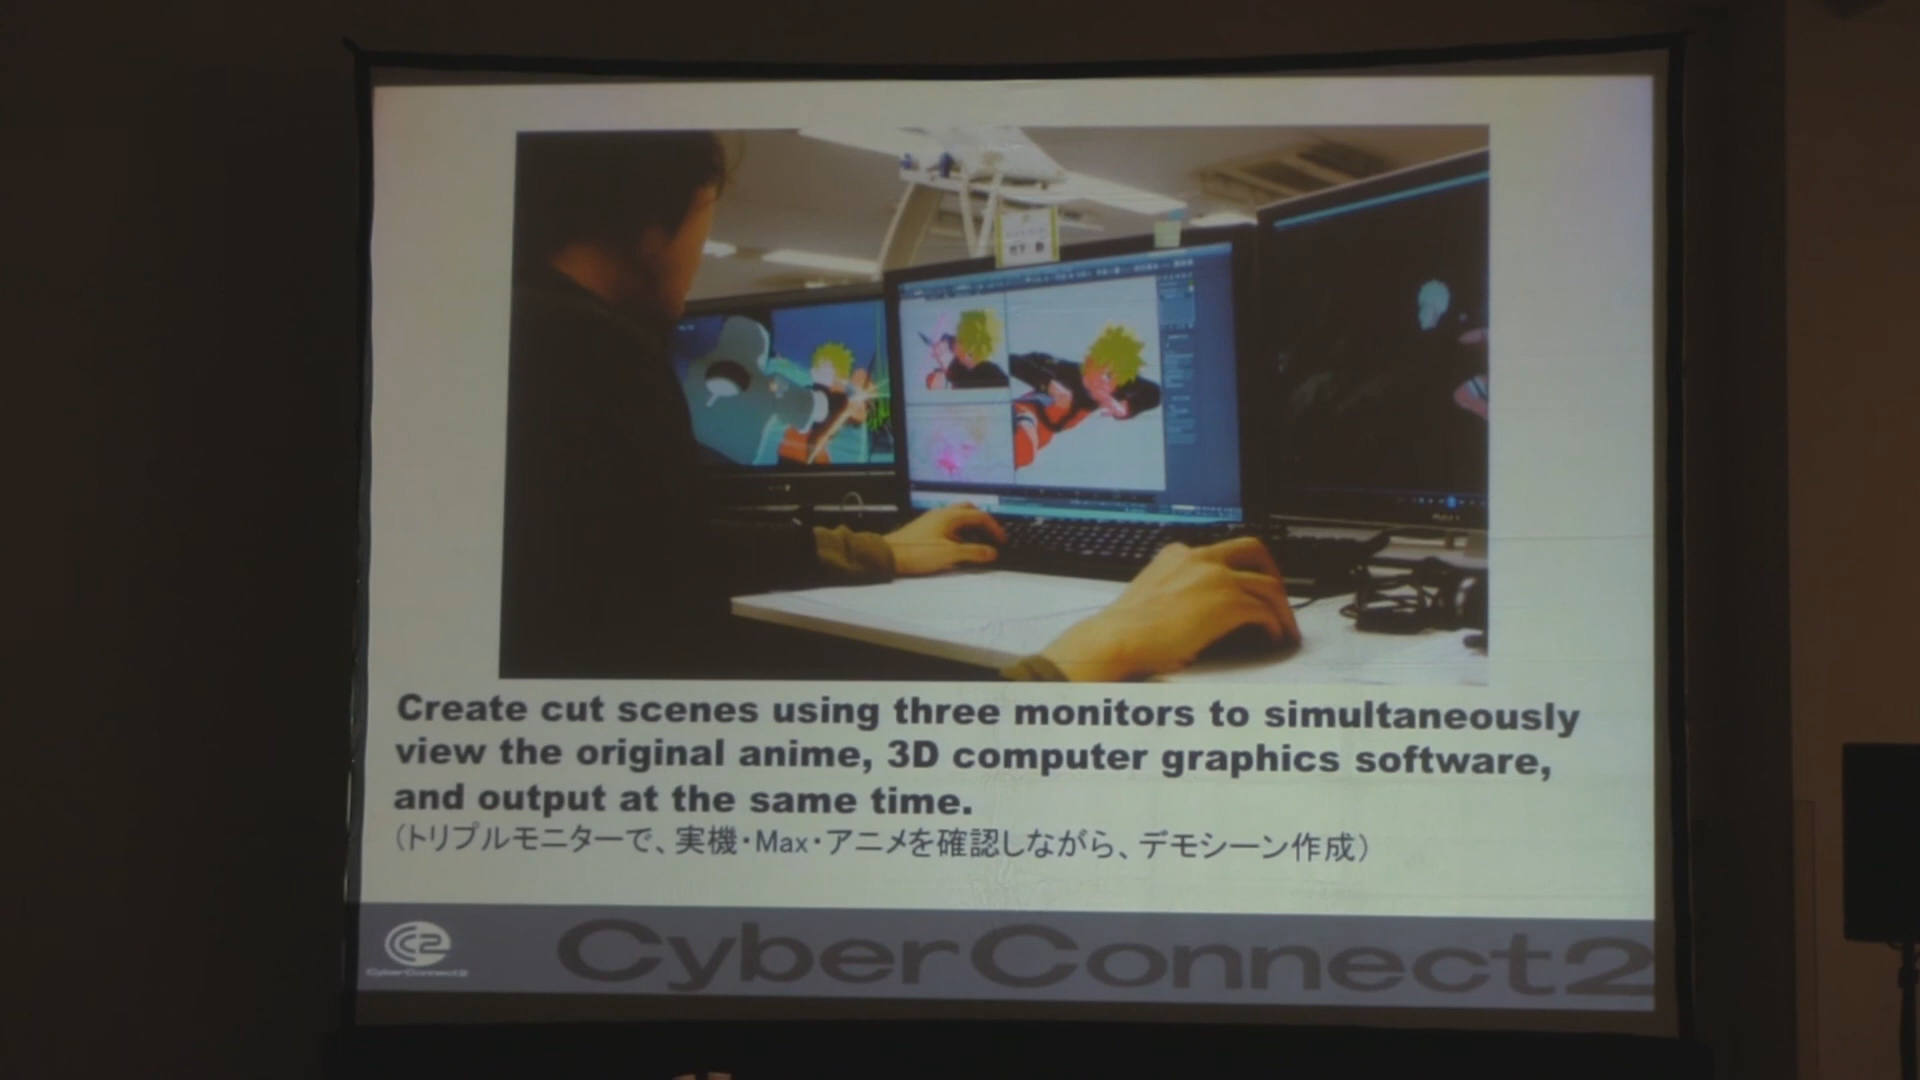 Create cut scenes using three monitors to simultaneously
view the original anime, 3D computer graphics software,
and output at the same time.
(トリプルモニターで、実機・Max・アニメを確認しながら、デモシーン作成)
CC2
CyberConnect2
CyberConnect2